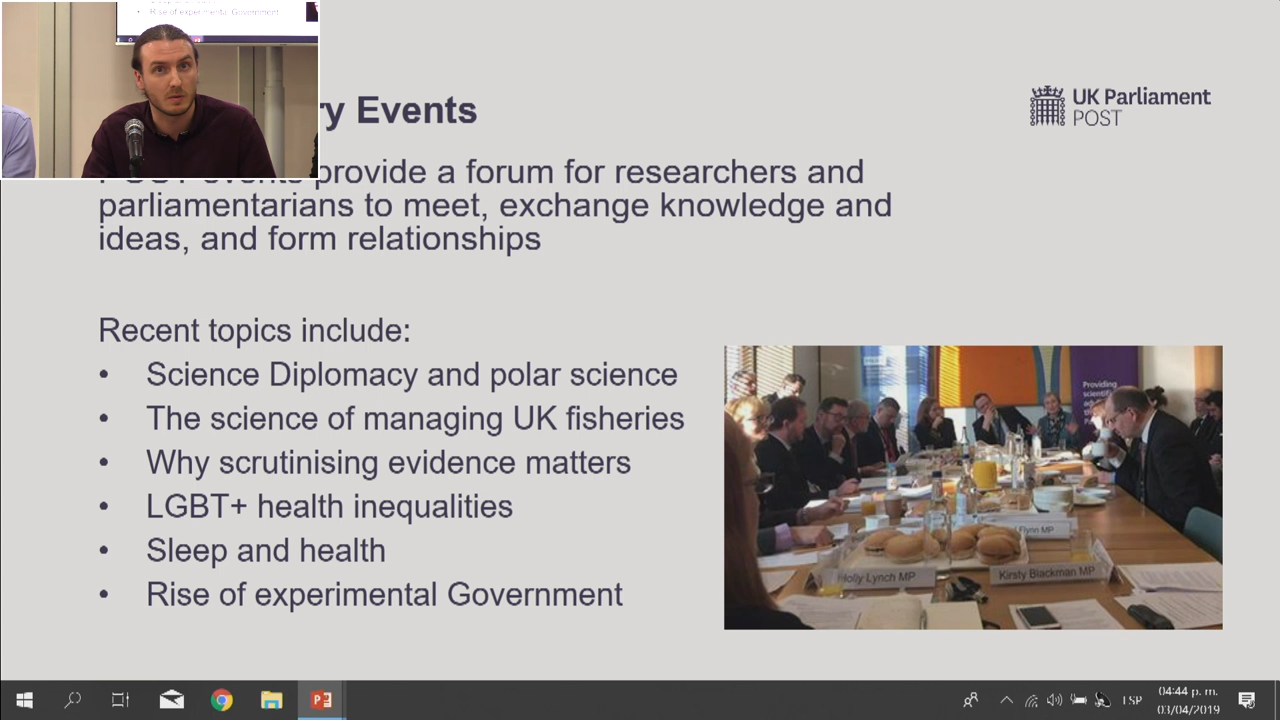 Rise of experimental Government
ry Events
UK Parliament
POST
events provide a forum for researchers and
parliamentarians to meet, exchange knowledge and
ideas, and form relationships
Recent topics include:
• Science Diplomacy and polar science
• The science of managing UK fisheries
• Why scrutinising evidence matters
• LGBT+ health inequalities
• Sleep and health
• Rise of experimental Government
Providing
Flynn MP
Holly Lynch MP
Kirsty Blackman MP
ESP
04:44 p. m.
03/04/2019